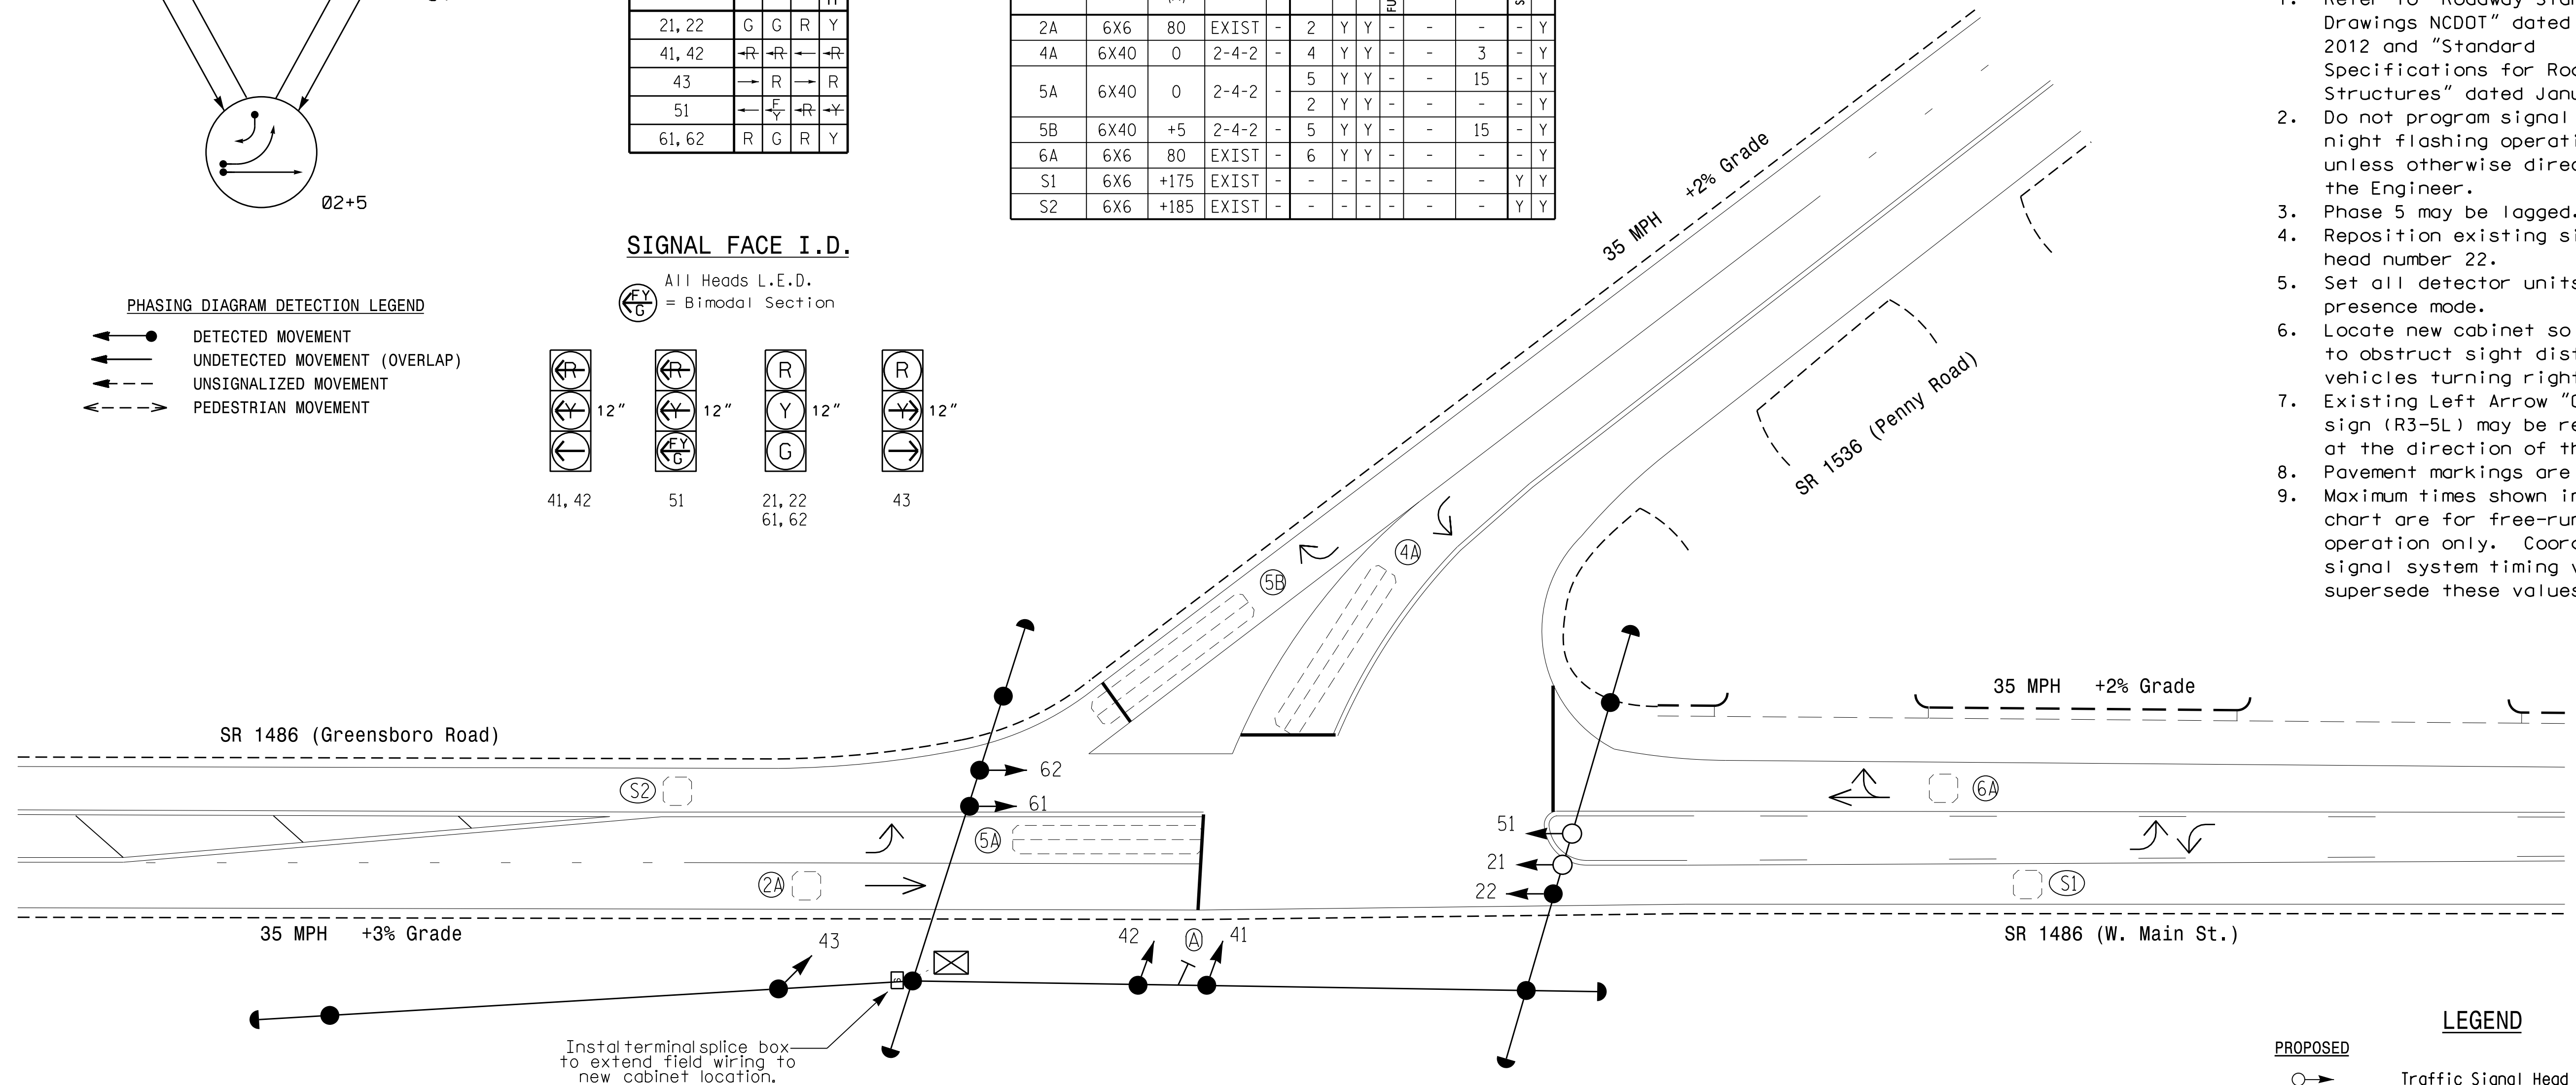 Ø2+5
21,22 G G R Y
41,42 R R R
43 R R
51 F Y R Y
61,62 R G R Y
2A 6X6 80 EXIST - 2 Y Y - - - - Y
4A 6X40 0 2-4-2 - 4 Y Y - - 3 - Y
5A 6X40 0 2-4-2 - 5 Y Y - - 15 - Y
2 Y Y - - - - Y
5B 6X40 +5 2-4-2 - 5 Y Y - - 15 - Y
6A 6X6 80 EXIST - 6 Y Y - - - - Y
S1 6X6 +175 EXIST - - - - - - - Y Y
S2 6X6 +185 EXIST - - - - - - - Y Y
SIGNAL FACE I.D.
All Heads L.E.D.
FY G = Bimodal Section
PHASING DIAGRAM DETECTION LEGEND
DETECTED MOVEMENT
UNDETECTED MOVEMENT (OVERLAP)
UNSIGNALIZED MOVEMENT
PEDESTRIAN MOVEMENT
R R R R
Y 12" Y 12" Y 12" Y 12"
FY G G
41,42 51 21,22 43
61,62
Drawings NCDOT" dated
2012 and "Standard
Specifications for
Structures" dated
2. Do not program signal
night flashing
unless otherwise
the Engineer.
3. Phase 5 may be lagged.
4. Reposition existing
head number 22.
5. Set all detector units
presence mode.
6. Locate new cabinet so
to obstruct sight
vehicles turning right
7. Existing Left Arrow
sign (R3-5L) may be
at the direction of
8. Pavement markings are
9. Maximum times shown
chart are for
operation only.
signal system timing
supersede these values
35 MPH +2% Grade
SR 1536 (Penny Road)
4A
5B
SR 1486 (Greensboro Road)
35 MPH +2% Grade
S2
62
61
6A
5A
51
21
2A
22
S1
35 MPH +3% Grade
SR 1486 (W. Main St.)
43
42
A
41
S
Instal terminal splice box
to extend field wiring to
new cabinet location.
LEGEND
PROPOSED
Traffic Signal Head